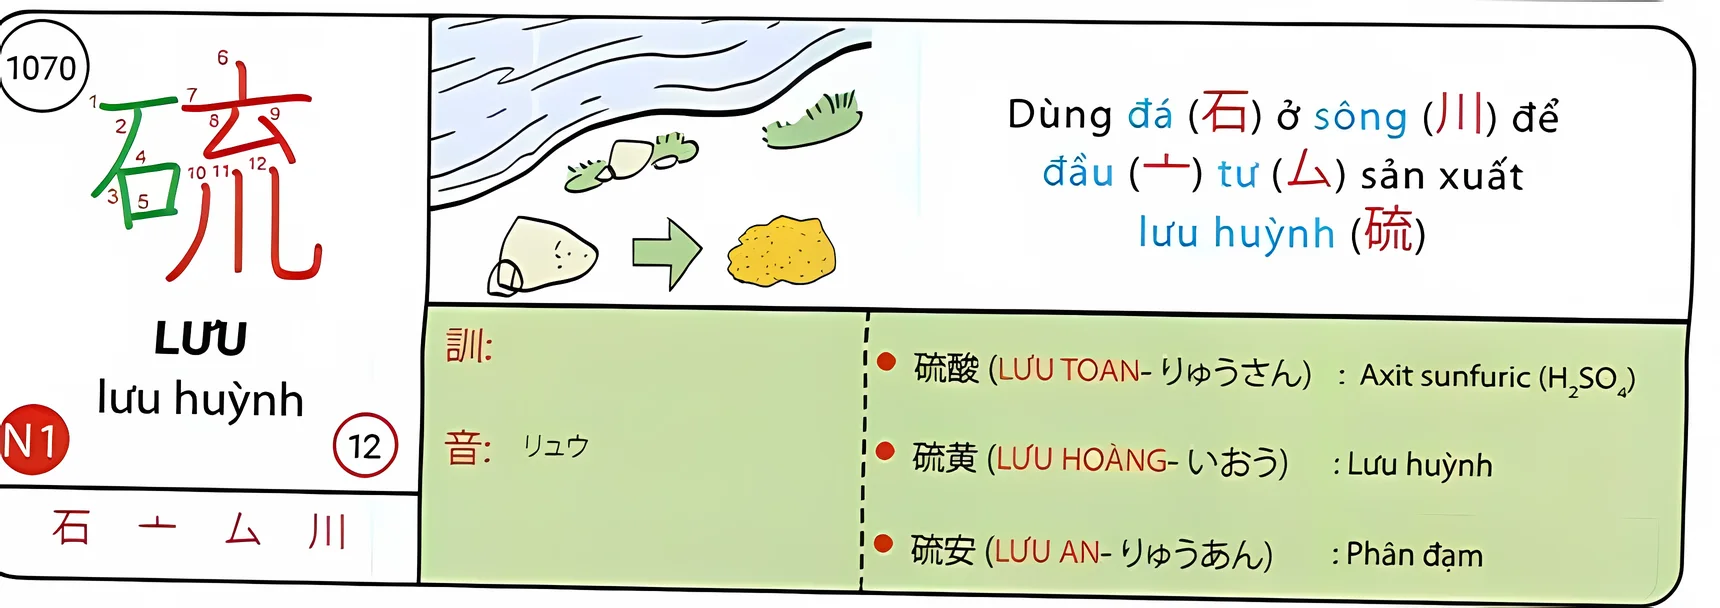 1070
硫
1 2 3 4 5 6 7 8 9 10 11 12
LƯU
lưu huỳnh
N1
12
石 亠 厶 川
Dùng đá (石) ở sông (川) để
đầu (亠) tư (厶) sản xuất
lưu huỳnh (硫)
訓:
音: リュウ
硫酸 (LƯU TOAN- りゅうさん) : Axit sunfuric (H₂SO₄)
硫黄 (LƯU HOÀNG- いおう) : Lưu huỳnh
硫安 (LƯU AN- りゅうあん) : Phân đạm